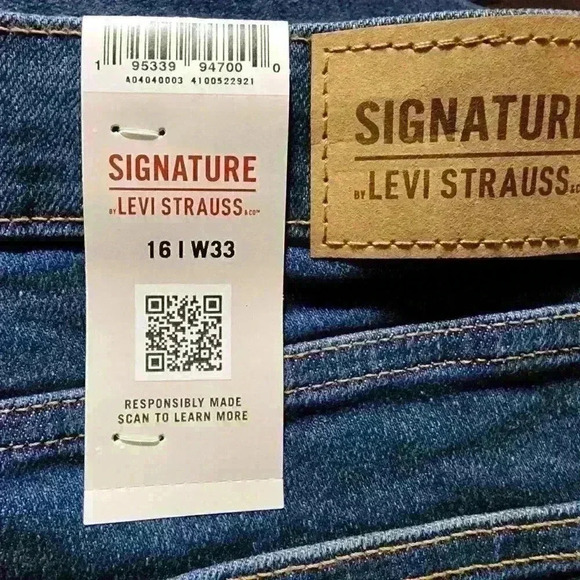 1 95339 94700 0
A04040003 4100522921
SIGNATURE
BY LEVI STRAUSS & CO™
16 | W33
RESPONSIBLY MADE
SCAN TO LEARN MORE
SIGNATURE
BY LEVI STRAUSS &